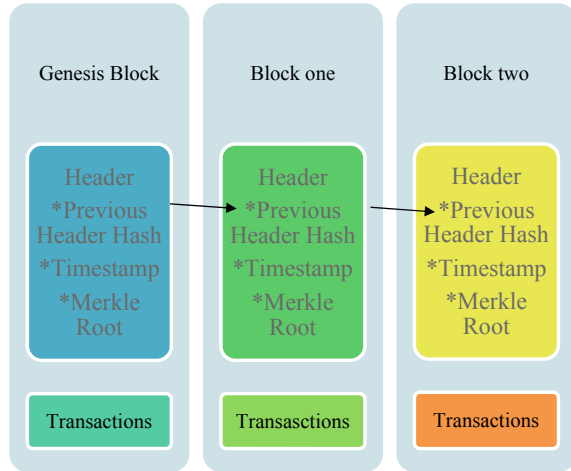 Genesis Block
Header
*Previous
Header Hash
*Timestamp
*Merkle
Root
Transactions
Block one
Header
*Previous
Header Hash
*Timestamp
*Merkle
Root
Transasctions
Block two
Header
*Previous
Header Hash
*Timestamp
*Merkle
Root
Transactions